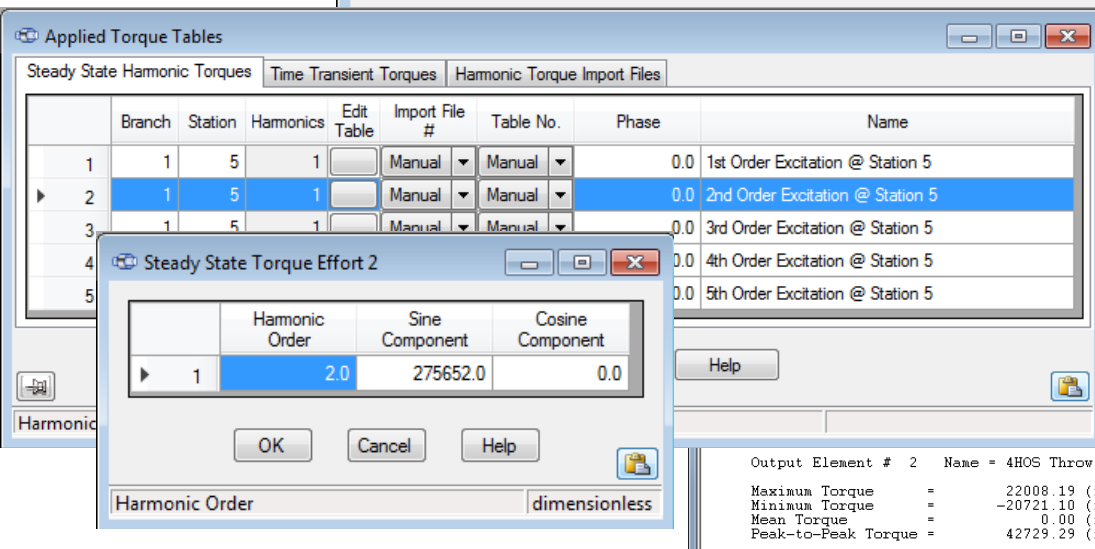 Applied Torque Tables
Steady State Harmonic Torques Time Transient Torques Harmonic Torque Import Files
Branch Station Harmonics Edit Table Import File # Table No. Phase Name
1 1 5 1 Manual Manual 0.0 1st Order Excitation @ Station 5
2 1 5 1 Manual Manual 0.0 2nd Order Excitation @ Station 5
3 1 5 1 Manual Manual 0.0 3rd Order Excitation @ Station 5
4 0.0 4th Order Excitation @ Station 5
5 0.0 5th Order Excitation @ Station 5
Help
Harmonic
Steady State Torque Effort 2
Harmonic Order Sine Component Cosine Component
1 2.0 275652.0 0.0
OK Cancel Help
Harmonic Order dimensionless
Output Element # 2 Name = 4HOS Throw
Maximum Torque = 22008.19 (
Minimum Torque = -20721.10 (
Mean Torque = 0.00 (
Peak-to-Peak Torque = 42729.29 (